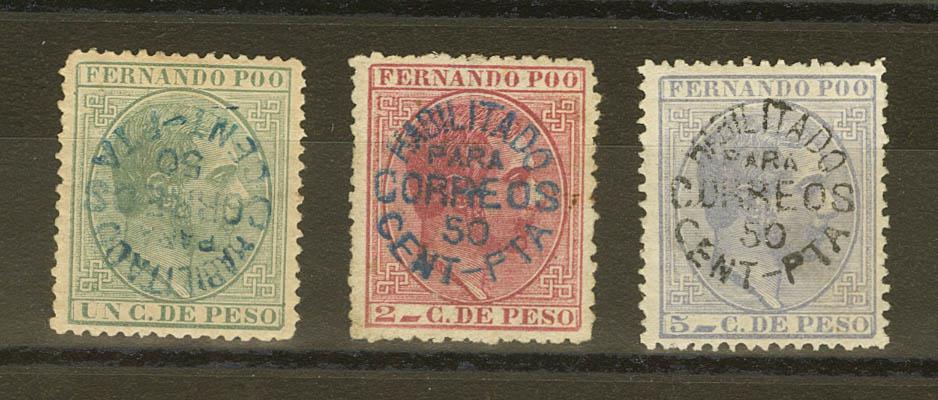 FERNANDO POO
HABILITADO
PARA
CORREOS
50
CENT-PTA
UN C. DE PESO
FERNANDO POO
HABILITADO
PARA
CORREOS
50
CENT-PTA
2- C. DE PESO
FERNANDO POO
HABILITADO
PARA
CORREOS
50
CENT-PTA
5- C. DE PESO